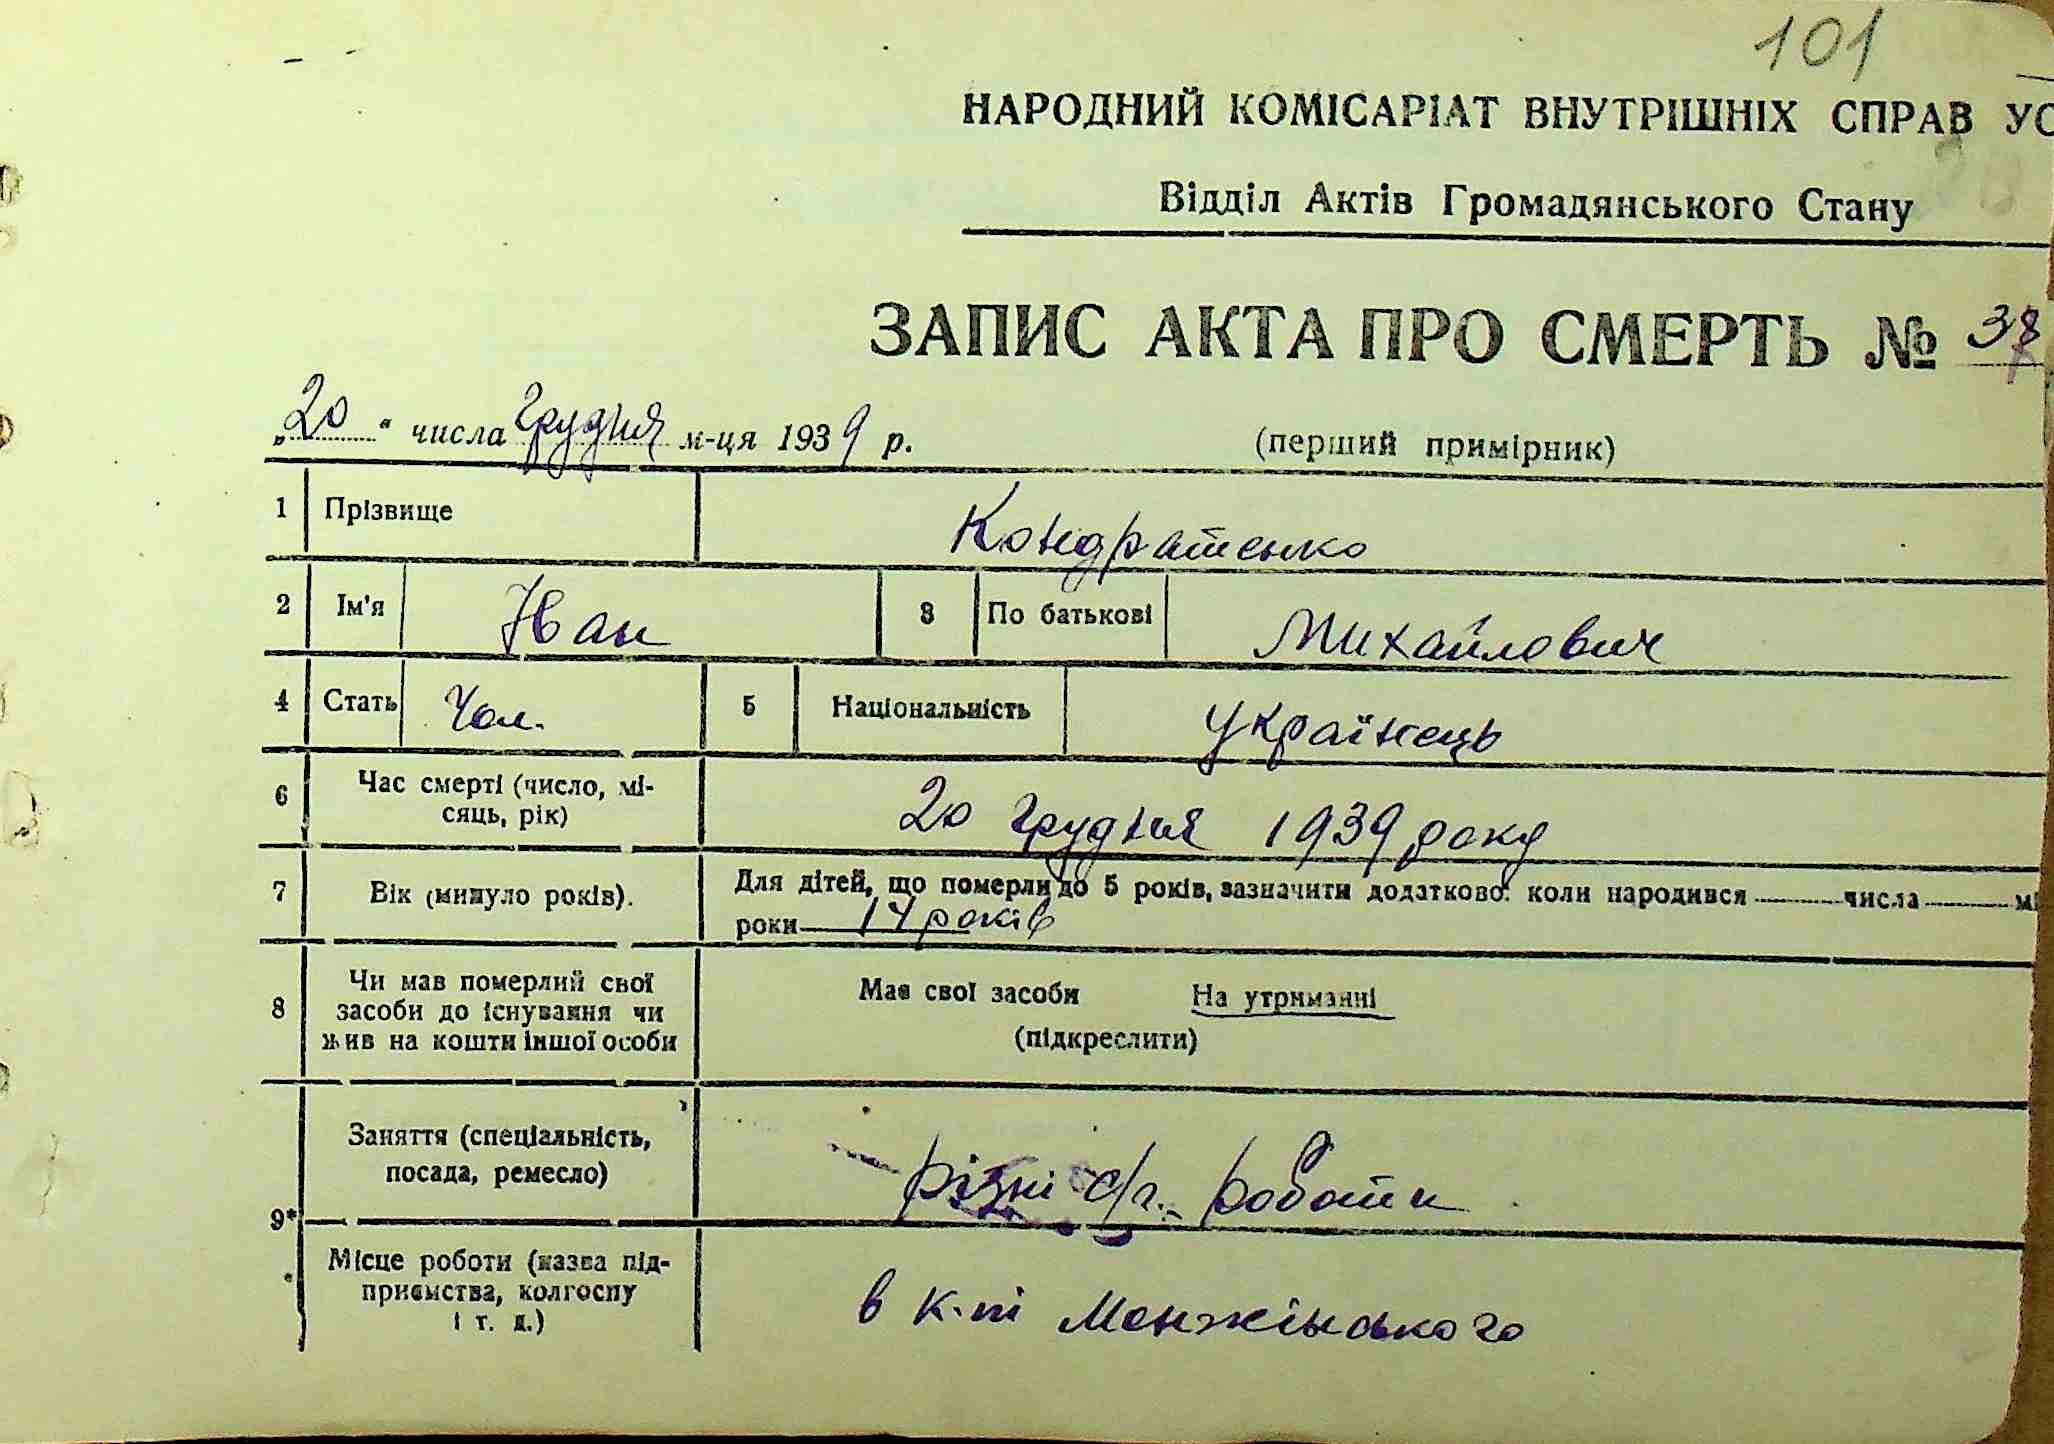 101
НАРОДНИЙ КОМІСАРІАТ ВНУТРІШНІХ СПРАВ УС
Відділ Актів Громадянського Стану
ЗАПИС АКТА ПРО СМЕРТЬ №
„20“ числа грудня м-ця 1939 р. (перший примірник)
1 Прізвище Кондратенко
2 Ім'я Іван 3 По батькові Михайлович
4 Стать Чол. 5 Національність Українець
6 Час смерті (число, мі-
сяць, рік) 20 грудня 1939 року
7 Вік (минуло років). Для дітей, що померли до 5 років, зазначити додатково: коли народився числа мі
роки 14 років
8 Чи мав померлий свої
засоби до існування чи
жив на кошти іншої особи
Має свої засоби На утриманні
(підкреслити)
9* Заняття (спеціальність,
посада, ремесло) різні с/г. роботи
Місце роботи (назва під-
приємства, колгоспу
і т. д.) в к-пі Менжінського